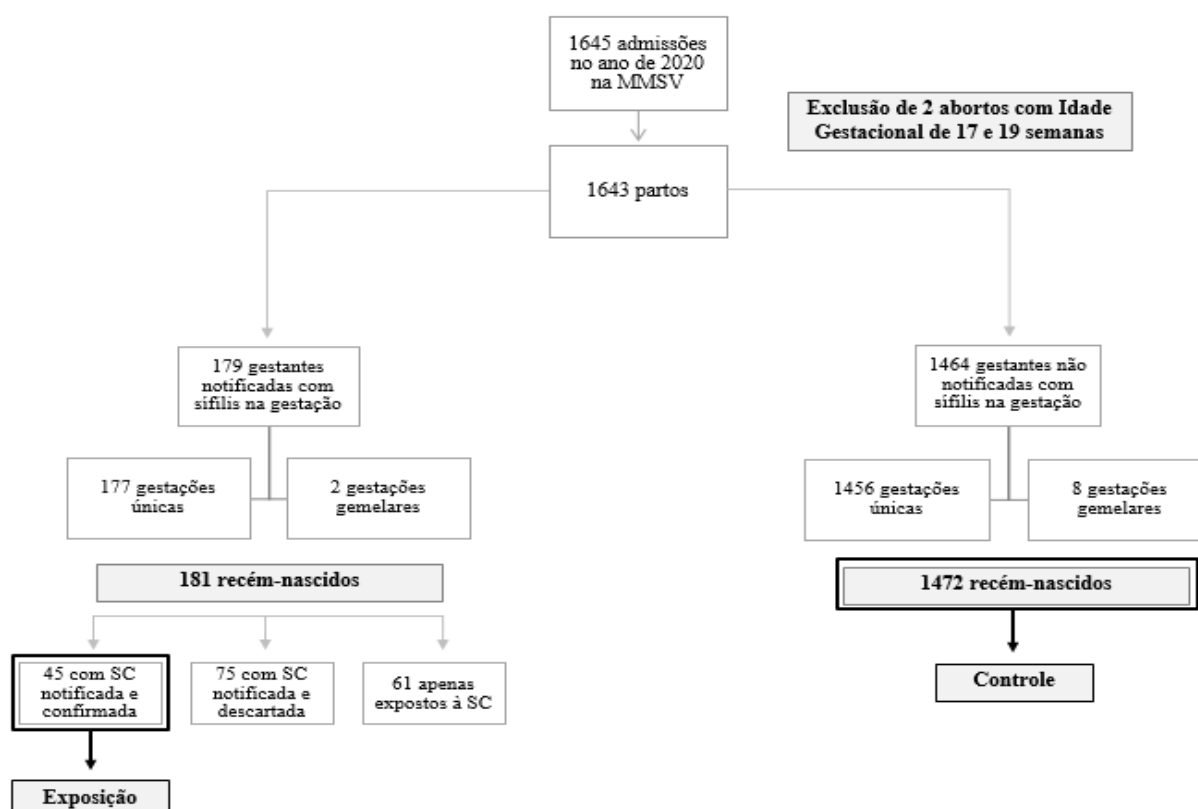 1645 admissões
no ano de 2020
na MMSV
Exclusão de 2 abortos com Idade
Gestacional de 17 e 19 semanas
1643 partos
179 gestantes
notificadas com
sífilis na gestação
1464 gestantes não
notificadas com
sífilis na gestação
177 gestações
únicas
2 gestações
gemelares
1456 gestações
únicas
8 gestações
gemelares
181 recém-nascidos
1472 recém-nascidos
45 com SC
notificada e
confirmada
75 com SC
notificada e
descartada
61 apenas
expostos à SC
Controle
Exposição